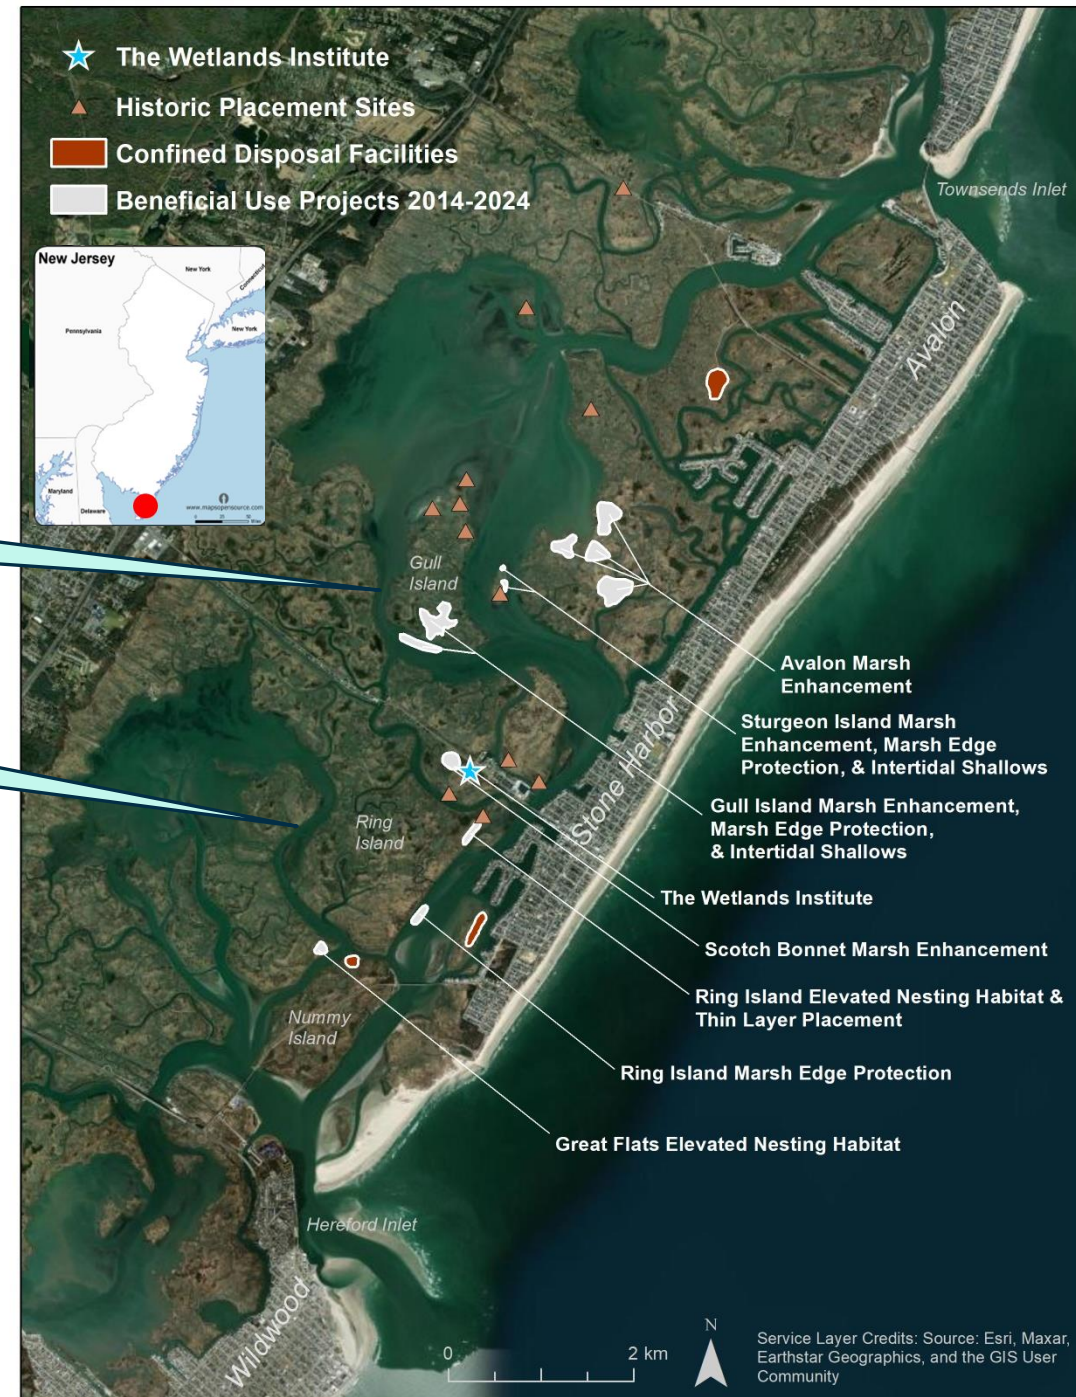 The Wetlands Institute
Historic Placement Sites
Confined Disposal Facilities
Beneficial Use Projects 2014-2024
New Jersey
New York
Connecticut
Pennsylvania
New York
Maryland
Delaware
www.mapsopensource.com
Townsends Inlet
Avalon
Gull
Island
Avalon Marsh
Enhancement
Sturgeon Island Marsh
Enhancement, Marsh Edge
Protection, & Intertidal Shallows
Stone Harbor
Gull Island Marsh Enhancement,
Marsh Edge Protection,
& Intertidal Shallows
Ring
Island
The Wetlands Institute
Scotch Bonnet Marsh Enhancement
Ring Island Elevated Nesting Habitat &
Thin Layer Placement
Nummy
Island
Ring Island Marsh Edge Protection
Great Flats Elevated Nesting Habitat
Hereford Inlet
Wildwood
0 2 km
N
Service Layer Credits: Source: Esri, Maxar,
Earthstar Geographics, and the GIS User
Community